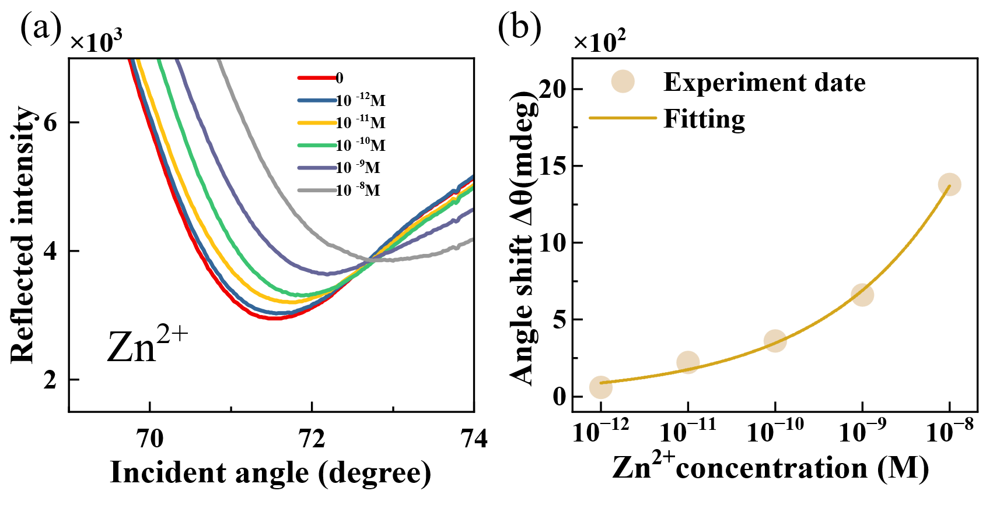 (a)
×10³
0
10 ⁻¹²M
10 ⁻¹¹M
10 ⁻¹⁰M
10 ⁻⁹M
10 ⁻⁸M
6
4
2
Reflected intensity
Zn²⁺
70 72 74
Incident angle (degree)
(b)
×10²
Experiment date
Fitting
20
15
10
5
0
Angle shift Δθ(mdeg)
10⁻¹² 10⁻¹¹ 10⁻¹⁰ 10⁻⁹ 10⁻⁸
Zn²⁺concentration (M)